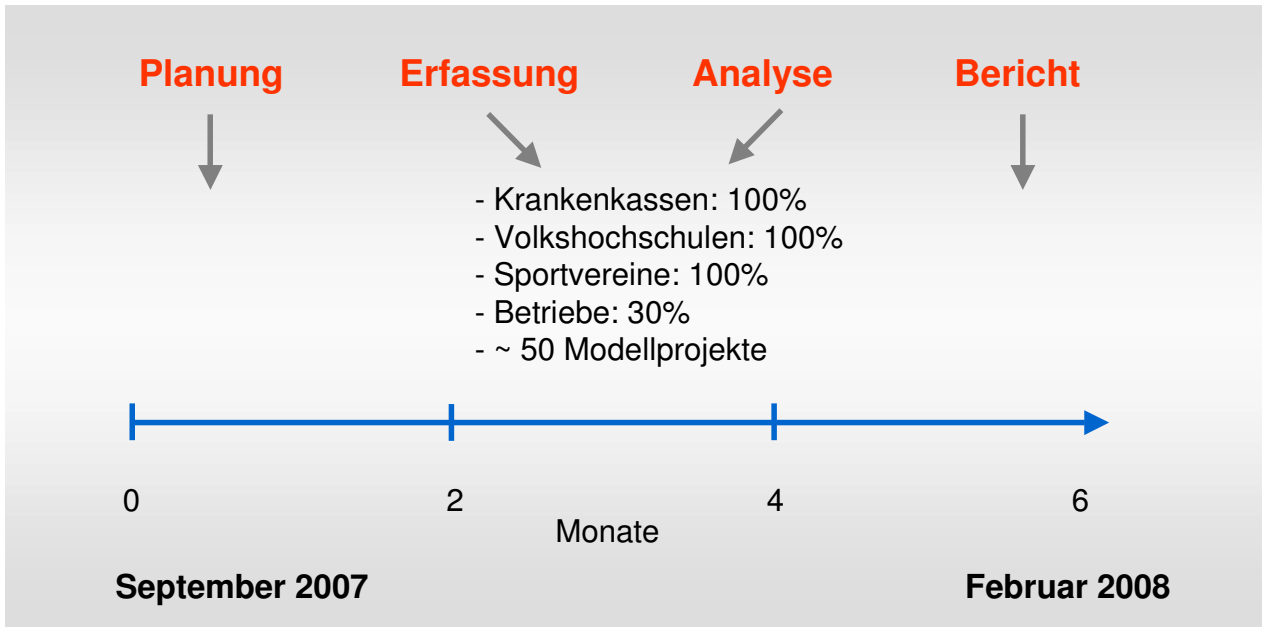 Planung Erfassung Analyse Bericht
- Krankenkassen: 100%
- Volkshochschulen: 100%
- Sportvereine: 100%
- Betriebe: 30%
- ~ 50 Modellprojekte
0 2 4 6
Monate
September 2007 Februar 2008